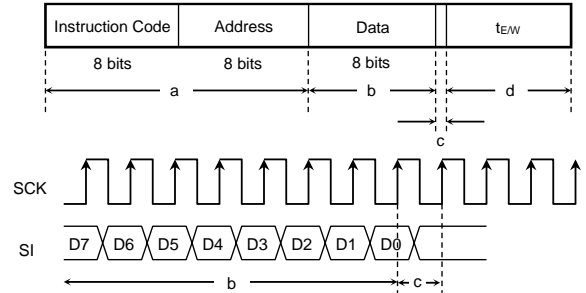 Instruction Code Address Data tE/W
8 bits 8 bits 8 bits
a b d
c
SCK
SI D7 D6 D5 D4 D3 D2 D1 D0
b c